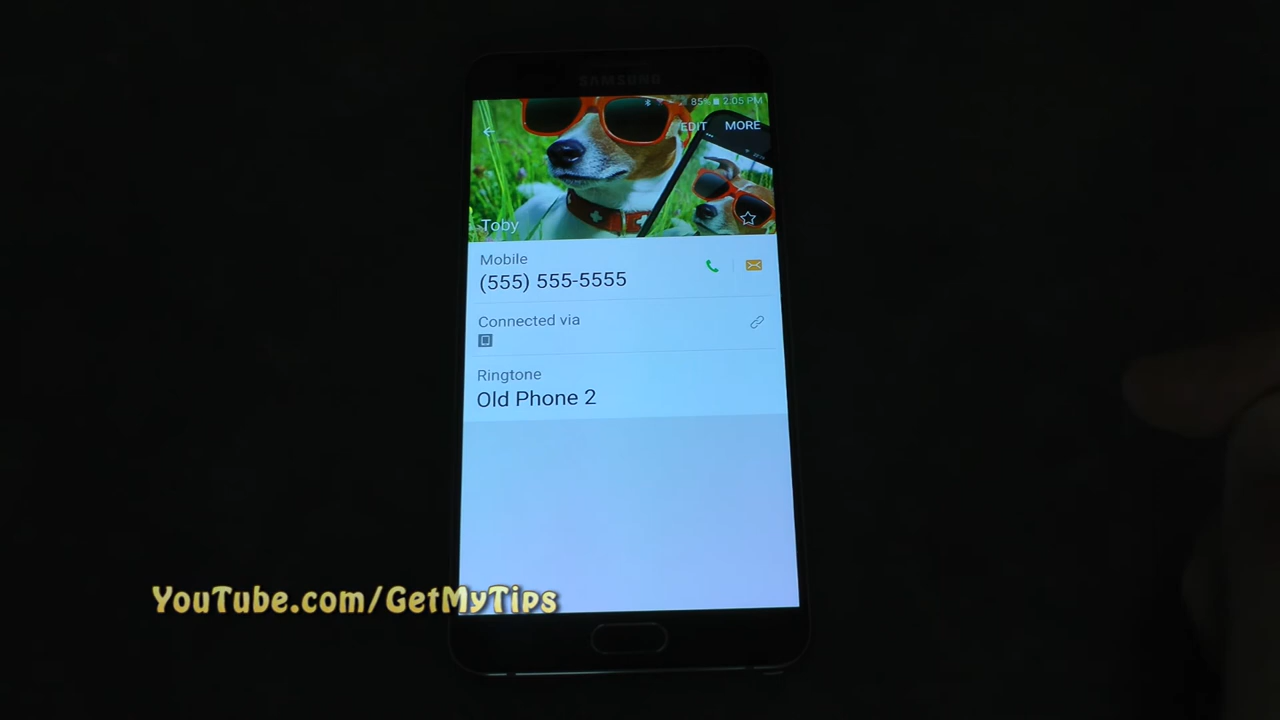 SAMSUNG
85% 2:05 PM
EDIT MORE
Toby
Mobile
(555) 555-5555
Connected via
Ringtone
Old Phone 2
YouTube.com/GetMyTips